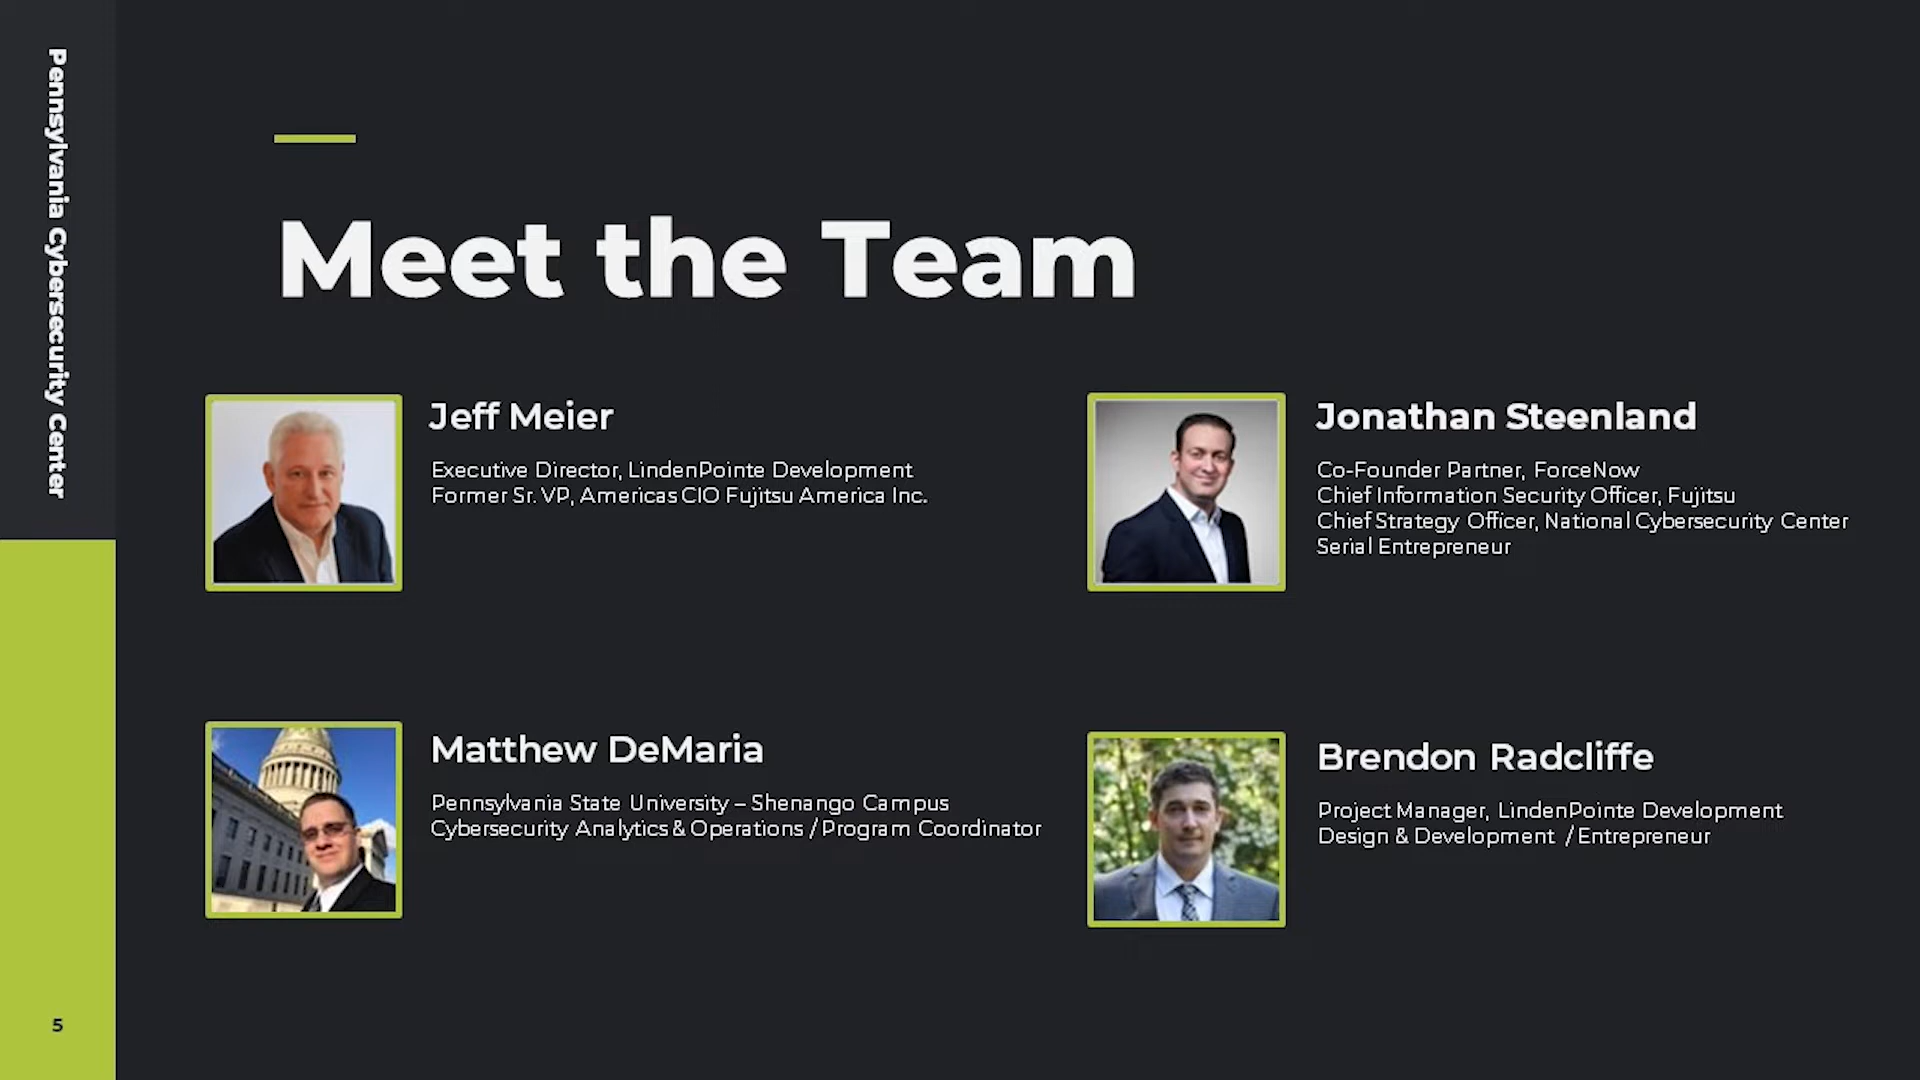 Pennsylvania Cybersecurity Center
Meet the Team
Jeff Meier
Executive Director, LindenPointe Development
Former Sr. VP, Americas CIO Fujitsu America Inc.
Jonathan Steenland
Co-Founder Partner, ForceNow
Chief Information Security Officer, Fujitsu
Chief Strategy Officer, National Cybersecurity Center
Serial Entrepreneur
Matthew DeMaria
Pennsylvania State University – Shenango Campus
Cybersecurity Analytics & Operations / Program Coordinator
Brendon Radcliffe
Project Manager, LindenPointe Development
Design & Development / Entrepreneur
5